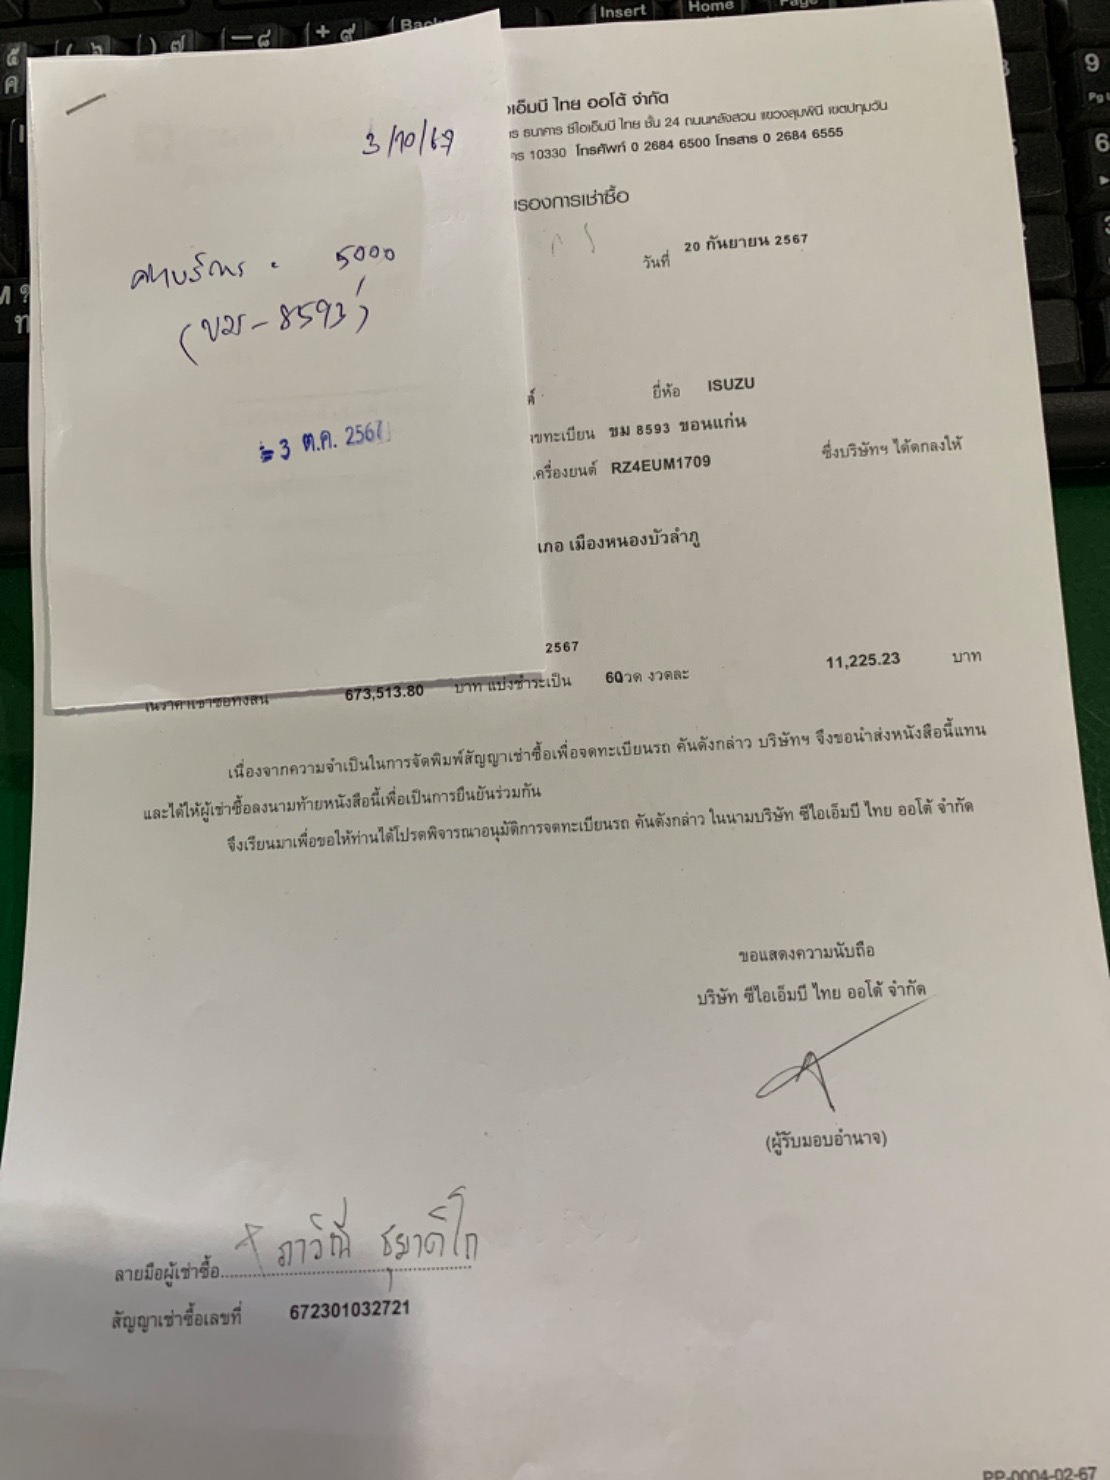 Insert Home
3/10/67
ค่าบริการ . 5000
(ขม-8593)
3 ต.ค. 2567
ไอเอ็มบี ไทย ออโต้ จำกัด
ธนาคาร ซีไอเอ็มบี ไทย ชั้น 24 ถนนหลังสวน แขวงลุมพินี เขตปทุมวัน
10330 โทรศัพท์ 0 2684 6500 โทรสาร 0 2684 6555
รองการเช่าซื้อ
วันที่ 20 กันยายน 2567
ยี่ห้อ ISUZU
ทะเบียน ขม 8593 ขอนแก่น
เครื่องยนต์ RZ4EUM1709 ซึ่งบริษัทฯ ได้ตกลงให้
เภอ เมืองหนองบัวลำภู
2567
ในราคาเช่าซื้อทั้งสิ้น 673,513.80 บาท แบ่งชำระเป็น 60งวด งวดละ 11,225.23 บาท
เนื่องจากความจำเป็นในการจัดพิมพ์สัญญาเช่าซื้อเพื่อจดทะเบียนรถ คันดังกล่าว บริษัทฯ จึงขอนำส่งหนังสือนี้แทน
และได้ให้ผู้เช่าซื้อลงนามท้ายหนังสือนี้เพื่อเป็นการยืนยันร่วมกัน
จึงเรียนมาเพื่อขอให้ท่านได้โปรดพิจารณาอนุมัติการจดทะเบียนรถ คันดังกล่าว ในนามบริษัท ซีไอเอ็มบี ไทย ออโต้ จำกัด
ขอแสดงความนับถือ
บริษัท ซีไอเอ็มบี ไทย ออโต้ จำกัด
(ผู้รับมอบอำนาจ)
ลายมือผู้เช่าซื้อ
สัญญาเช่าซื้อเลขที่ 672301032721
PP-0004-02-67